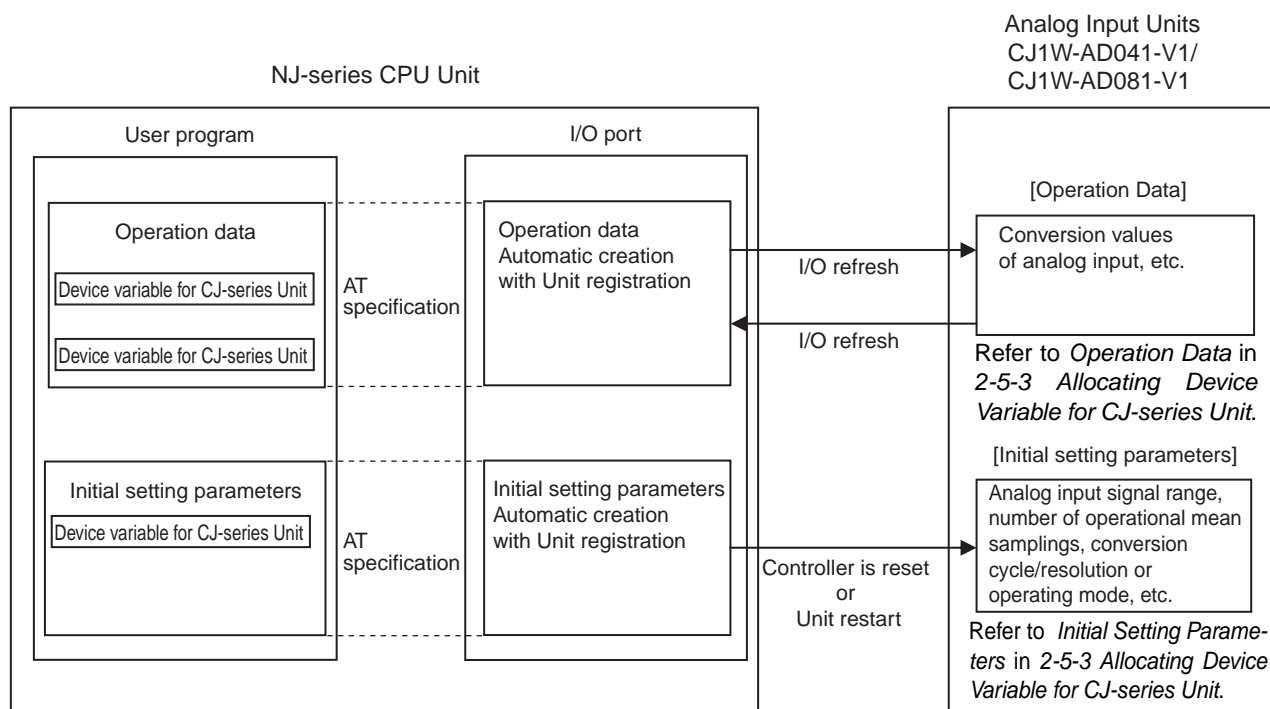 Analog Input Units
CJ1W-AD041-V1/
CJ1W-AD081-V1
NJ-series CPU Unit
User program
I/O port
[Operation Data]
Operation data
Device variable for CJ-series Unit
Device variable for CJ-series Unit
AT
specification
Operation data
Automatic creation
with Unit registration
I/O refresh
I/O refresh
Conversion values
of analog input, etc.
Refer to Operation Data in
2-5-3 Allocating Device
Variable for CJ-series Unit.
[Initial setting parameters]
Initial setting parameters
Device variable for CJ-series Unit
AT
specification
Initial setting parameters
Automatic creation
with Unit registration
Controller is reset
or
Unit restart
Analog input signal range,
number of operational mean
samplings, conversion
cycle/resolution or
operating mode, etc.
Refer to Initial Setting Parame-
ters in 2-5-3 Allocating Device
Variable for CJ-series Unit.